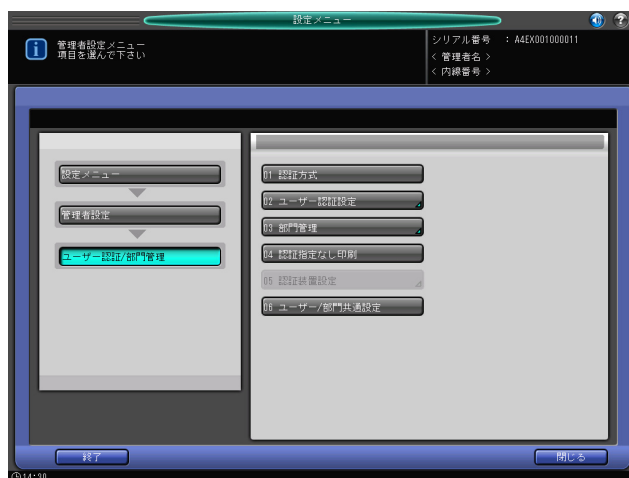 設定メニュー
?
i
管理者設定メニュー
項目を選んで下さい
シリアル番号 : A4EX001000011
< 管理者名 >
< 内線番号 >
設定メニュー
管理者設定
ユーザー認証/部門管理
01 認証方式
02 ユーザー認証設定
03 部門管理
04 認証指定なし印刷
05 認証装置設定
06 ユーザー/部門共通設定
終了
閉じる
14:20